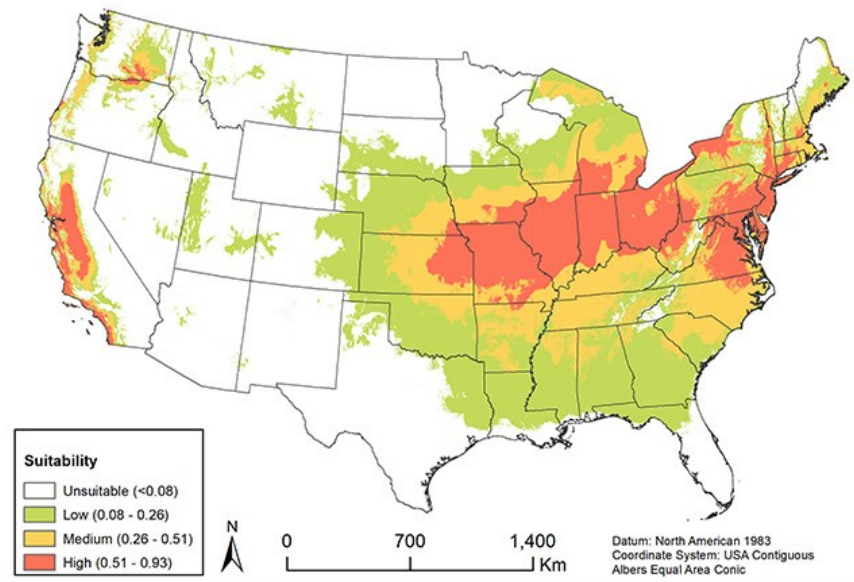 Suitability
Unsuitable (<0.08)
Low (0.08 - 0.26)
Medium (0.26 - 0.51)
High (0.51 - 0.93)
N
0 700 1,400
Km
Datum: North American 1983
Coordinate System: USA Contiguous
Albers Equal Area Conic